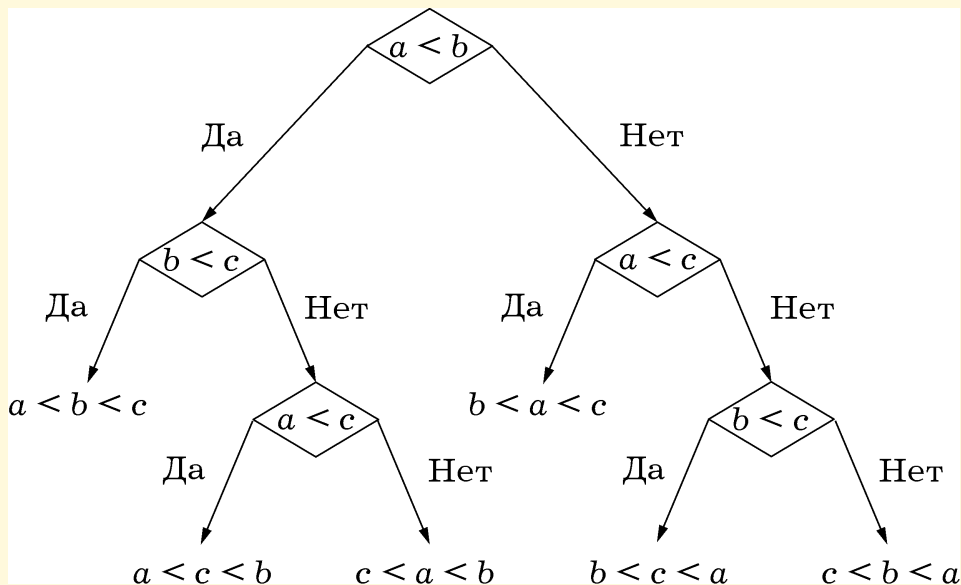 a < b
Да
Нет
b < c
a < c
Да
Нет
Да
Нет
a < b < c
a < c
b < a < c
b < c
Да
Нет
Да
Нет
a < c < b
c < a < b
b < c < a
c < b < a